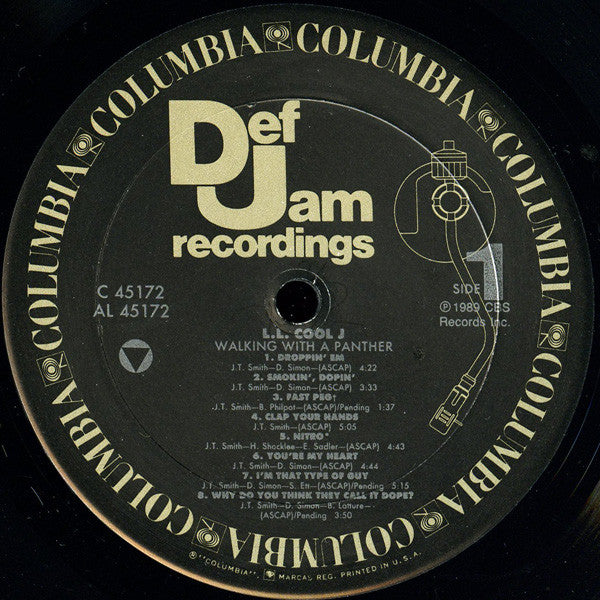 COLUMBIA COLUMBIA COLUMBIA COLUMBIA COLUMBIA COLUMBIA COLUMBIA COLUMBIA
Def
Jam
recordings
C 45172
AL 45172
SIDE 1
℗ 1989 CBS
Records Inc.
L.L. COOL J
WALKING WITH A PANTHER
1. DROPPIN' EM
J.T. Smith—D. Simon—(ASCAP) 4:22
2. SMOKIN', DOPIN'
J.T. Smith—D. Simon—(ASCAP) 3:33
3. FAST PEG†
J.T. Smith—B. Philpot—(ASCAP)/Pending 1:37
4. CLAP YOUR HANDS
J.T. Smith—(ASCAP) 5:05
5. NITRO*
J.T. Smith—H. Shocklee—E. Sadler—(ASCAP) 4:43
6. YOU'RE MY HEART
J.T. Smith—D. Simon—(ASCAP) 4:44
7. I'M THAT TYPE OF GUY
J.T. Smith—D. Simon—S. Ett—(ASCAP)/Pending 5:15
8. WHY DO YOU THINK THEY CALL IT DOPE?
J.T. Smith—D. Simon—B. Latture—
(ASCAP)/Pending 3:50
® "COLUMBIA", MARCAS REG. PRINTED IN U.S.A.